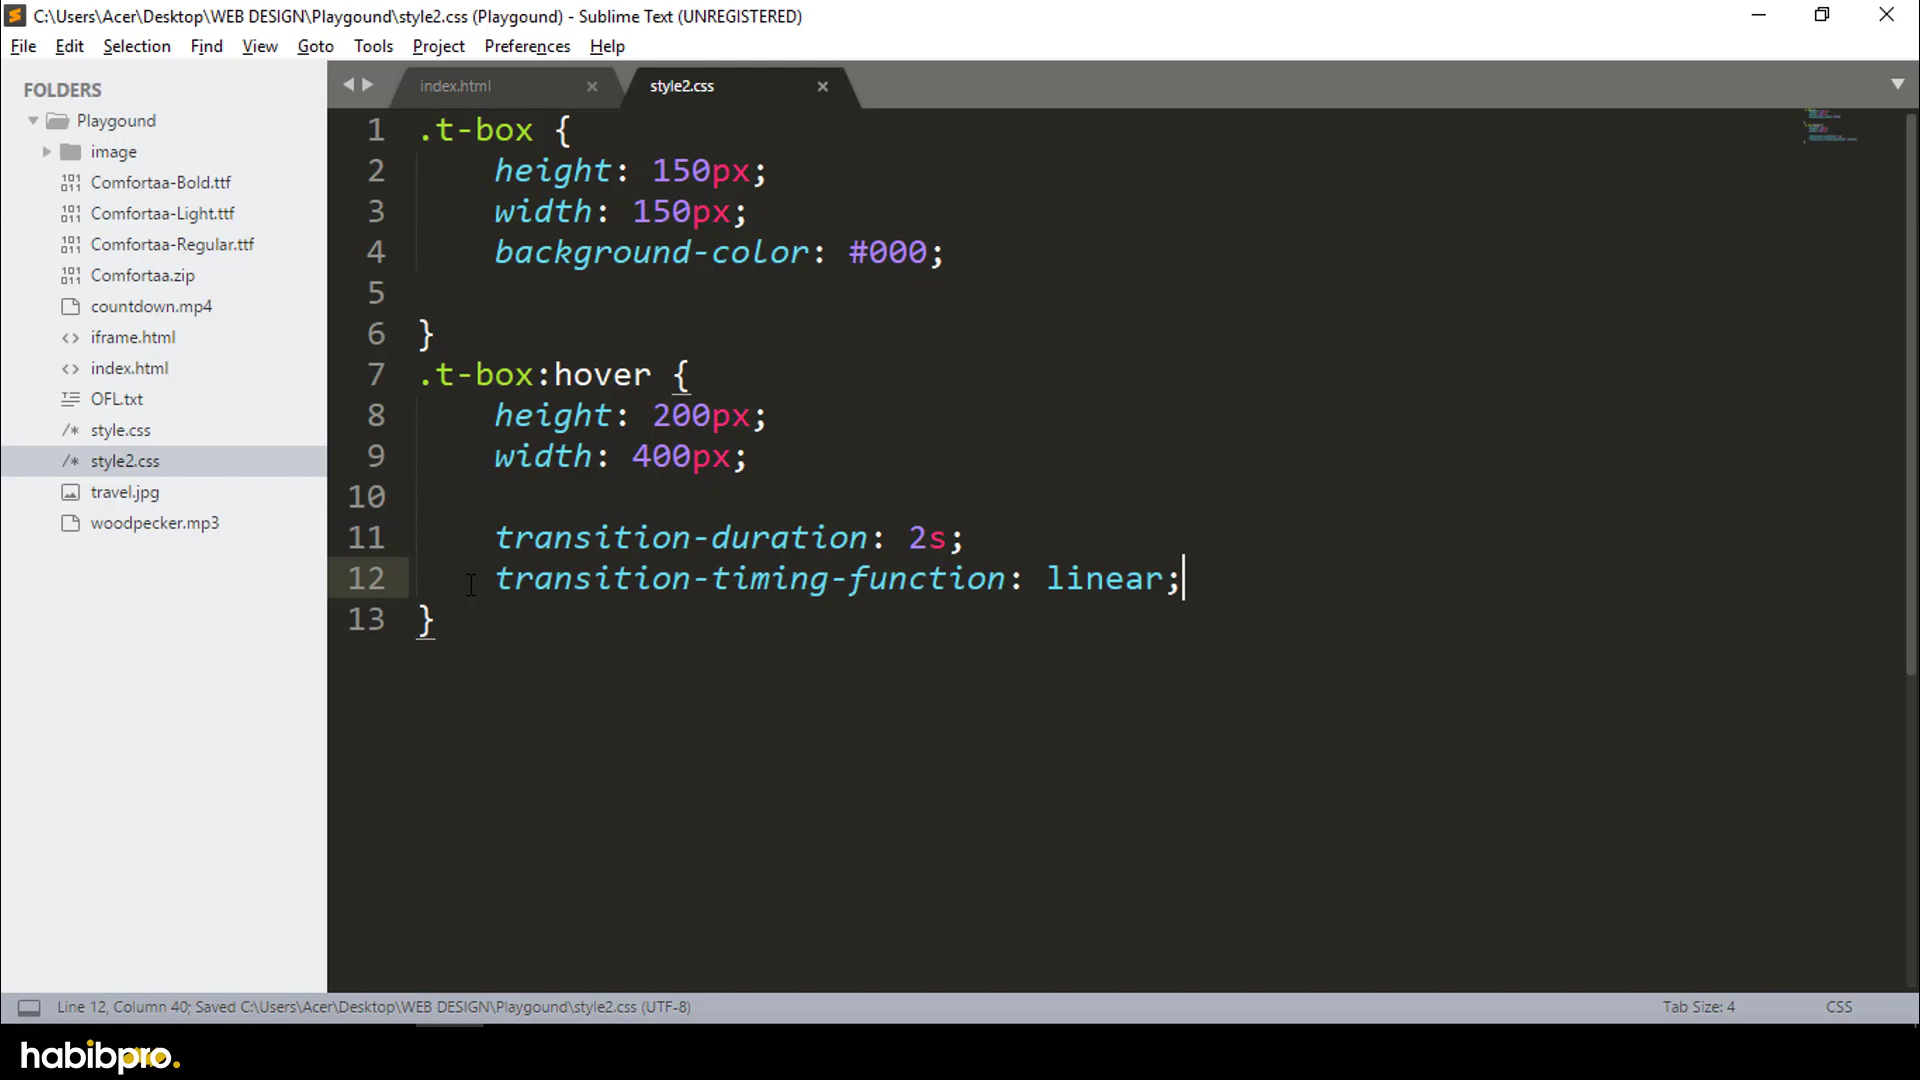 C:\Users\Acer\Desktop\WEB DESIGN\Playgound\style2.css (Playgound) - Sublime Text (UNREGISTERED)
File Edit Selection Find View Goto Tools Project Preferences Help
FOLDERS
Playgound
image
Comfortaa-Bold.ttf
Comfortaa-Light.ttf
Comfortaa-Regular.ttf
Comfortaa.zip
countdown.mp4
iframe.html
index.html
OFL.txt
style.css
style2.css
travel.jpg
woodpecker.mp3
index.html style2.css
1 .t-box {
2 height: 150px;
3 width: 150px;
4 background-color: #000;
5
6 }
7 .t-box:hover {
8 height: 200px;
9 width: 400px;
10
11 transition-duration: 2s;
12 transition-timing-function: linear;
13 }
Line 12, Column 40; Saved C:\Users\Acer\Desktop\WEB DESIGN\Playgound\style2.css (UTF-8) Tab Size: 4 CSS
habibpro.